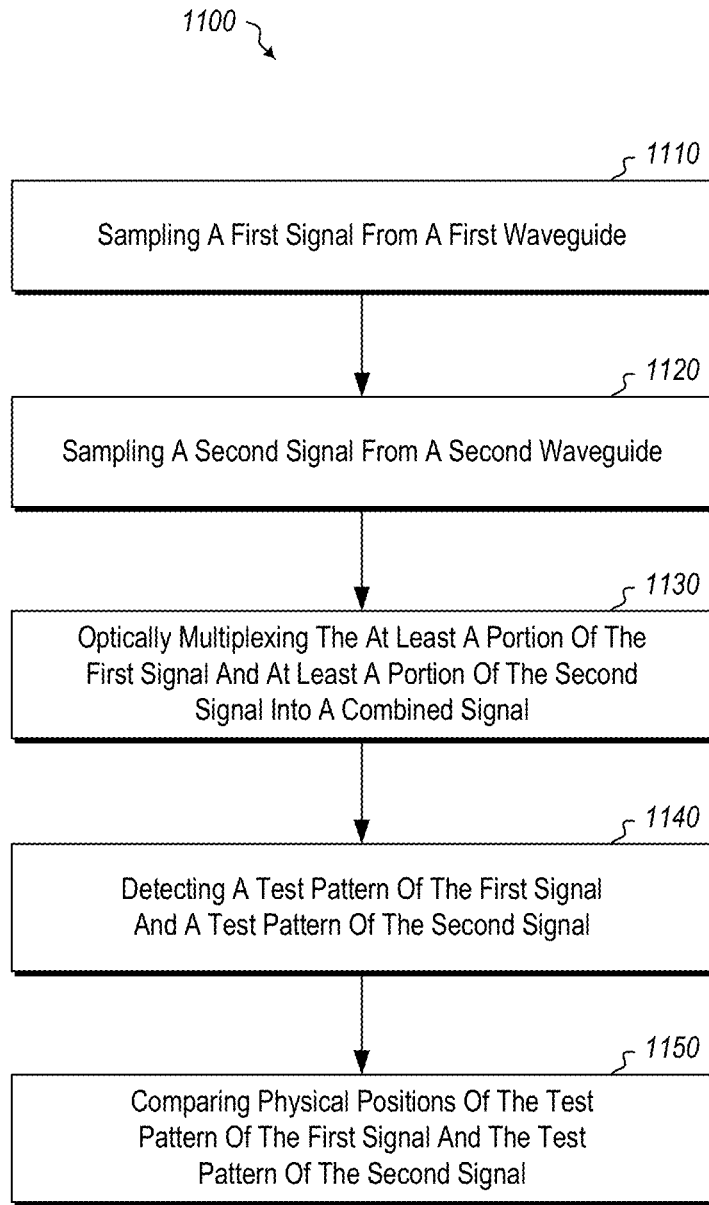 1100
1110
Sampling A First Signal From A First Waveguide
1120
Sampling A Second Signal From A Second Waveguide
1130
Optically Multiplexing The At Least A Portion Of The
First Signal And At Least A Portion Of The Second
Signal Into A Combined Signal
1140
Detecting A Test Pattern Of The First Signal
And A Test Pattern Of The Second Signal
1150
Comparing Physical Positions Of The Test
Pattern Of The First Signal And The Test
Pattern Of The Second Signal